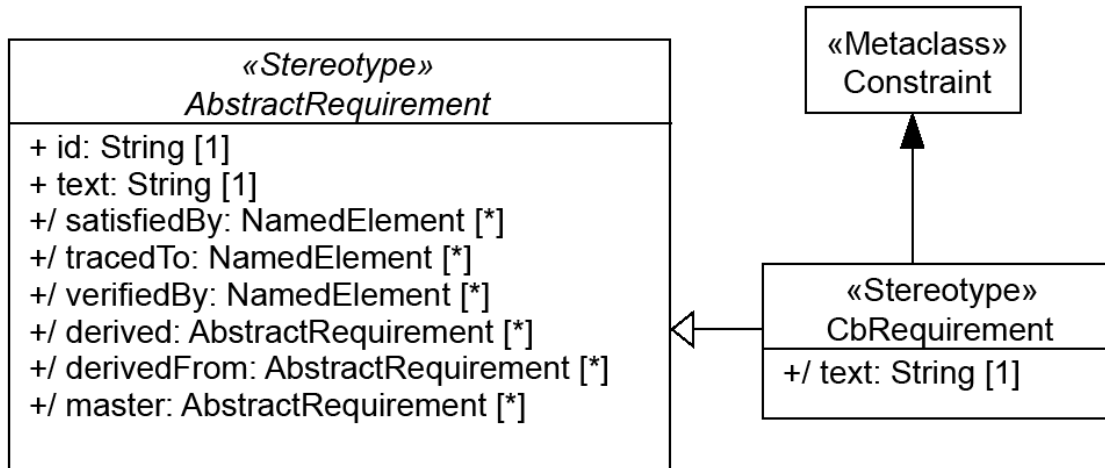 «Stereotype»
AbstractRequirement
+ id: String [1]
+ text: String [1]
+/ satisfiedBy: NamedElement [*]
+/ tracedTo: NamedElement [*]
+/ verifiedBy: NamedElement [*]
+/ derived: AbstractRequirement [*]
+/ derivedFrom: AbstractRequirement [*]
+/ master: AbstractRequirement [*]
«Metaclass»
Constraint
«Stereotype»
CbRequirement
+/ text: String [1]